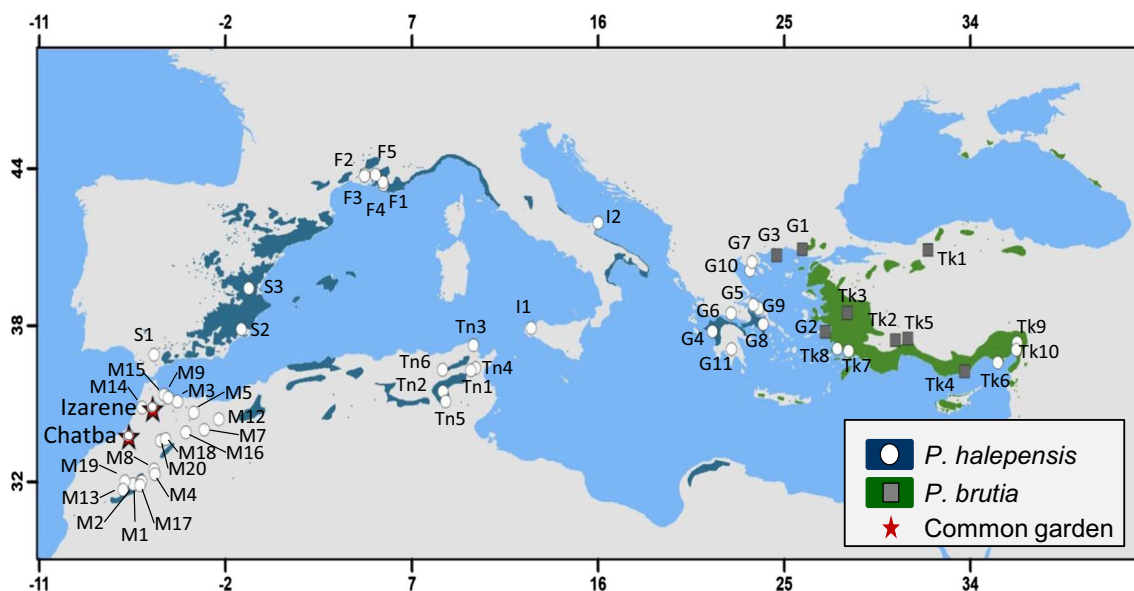 -11 -2 7 16 25 34
44
38
32
F2 F5
F3 F4 F1
I2
G7 G3 G1
G10
Tk1
S3
G5
G6 G9
Tk3
I1
Tk2 Tk5
G2
Tk9
S1 S2
Tn3
G4 G8
Tk8 Tk7
Tk10
G11
Tn6 Tn4
Tk4 Tk6
M15 M9
M14 M3 M5
Tn2 Tn1
Izarene
M12
Tn5
Chatba
M7
M18 M16
M8 M20
M19
M4
M13
M2 M17
M1
P. halepensis
P. brutia
Common garden
-11 -2 7 16 25 34